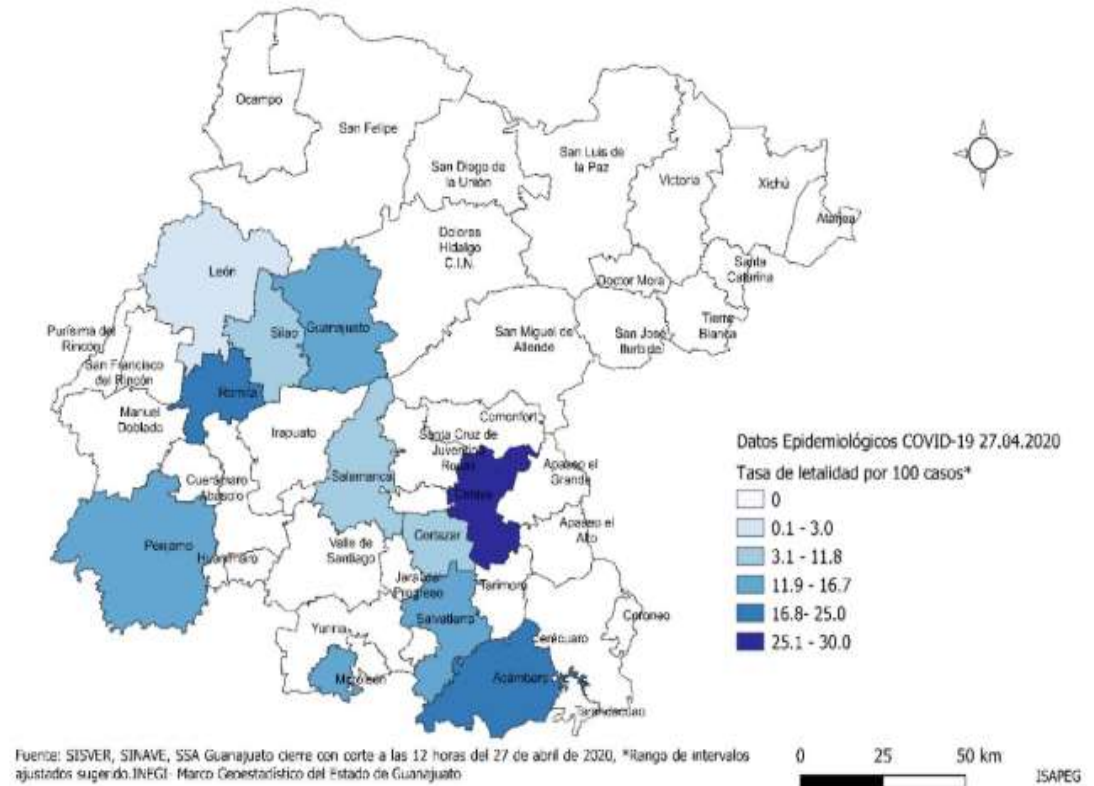 Ocampo
San Felipe
San Diego de
la Unión
San Luis de
la Paz
Victoria
Xichú
Atarjea
Dolores
Hidalgo
C.I.N.
León
Santa
Catarina
Doctor Mora
Purísima del
Rincón
Silao
Guanajuato
San Miguel de
Allende
San José
Iturbide
Tierra
Blanca
San Francisco
del Rincón
Romita
Manuel
Doblado
Irapuato
Comonfort
Santa Cruz de
Juventino
Rosas
Cuerámaro
Abasolo
Salamanca
Celaya
Apaseo el
Grande
Pénjamo
Huanímaro
Valle de
Santiago
Cortazar
Apaseo el
Alto
Jaral del
Progreso
Tarimoro
Salvatierra
Coroneo
Yuriria
Jerécuaro
Moroleón
Acámbaro
Tarandacuao
Datos Epidemiológicos COVID-19 27.04.2020
Tasa de letalidad por 100 casos*
0
0.1 - 3.0
3.1 - 11.8
11.9 - 16.7
16.8- 25.0
25.1 - 30.0
Fuente: SISVER, SINAVE, SSA Guanajuato cierre con corte a las 12 horas del 27 de abril de 2020, *Rango de intervalos
ajustados sugerido.INEGI- Marco Geoestadístico del Estado de Guanajuato
0 25 50 km
ISAPEG